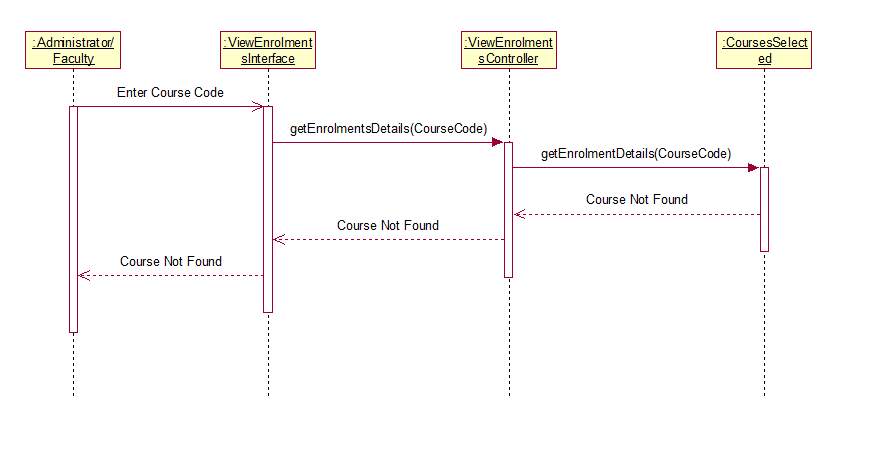 :Administrator/
Faculty
:ViewEnrolment
sInterface
:ViewEnrolment
sController
:CoursesSelect
ed
Enter Course Code
getEnrolmentsDetails(CourseCode)
getEnrolmentDetails(CourseCode)
Course Not Found
Course Not Found
Course Not Found